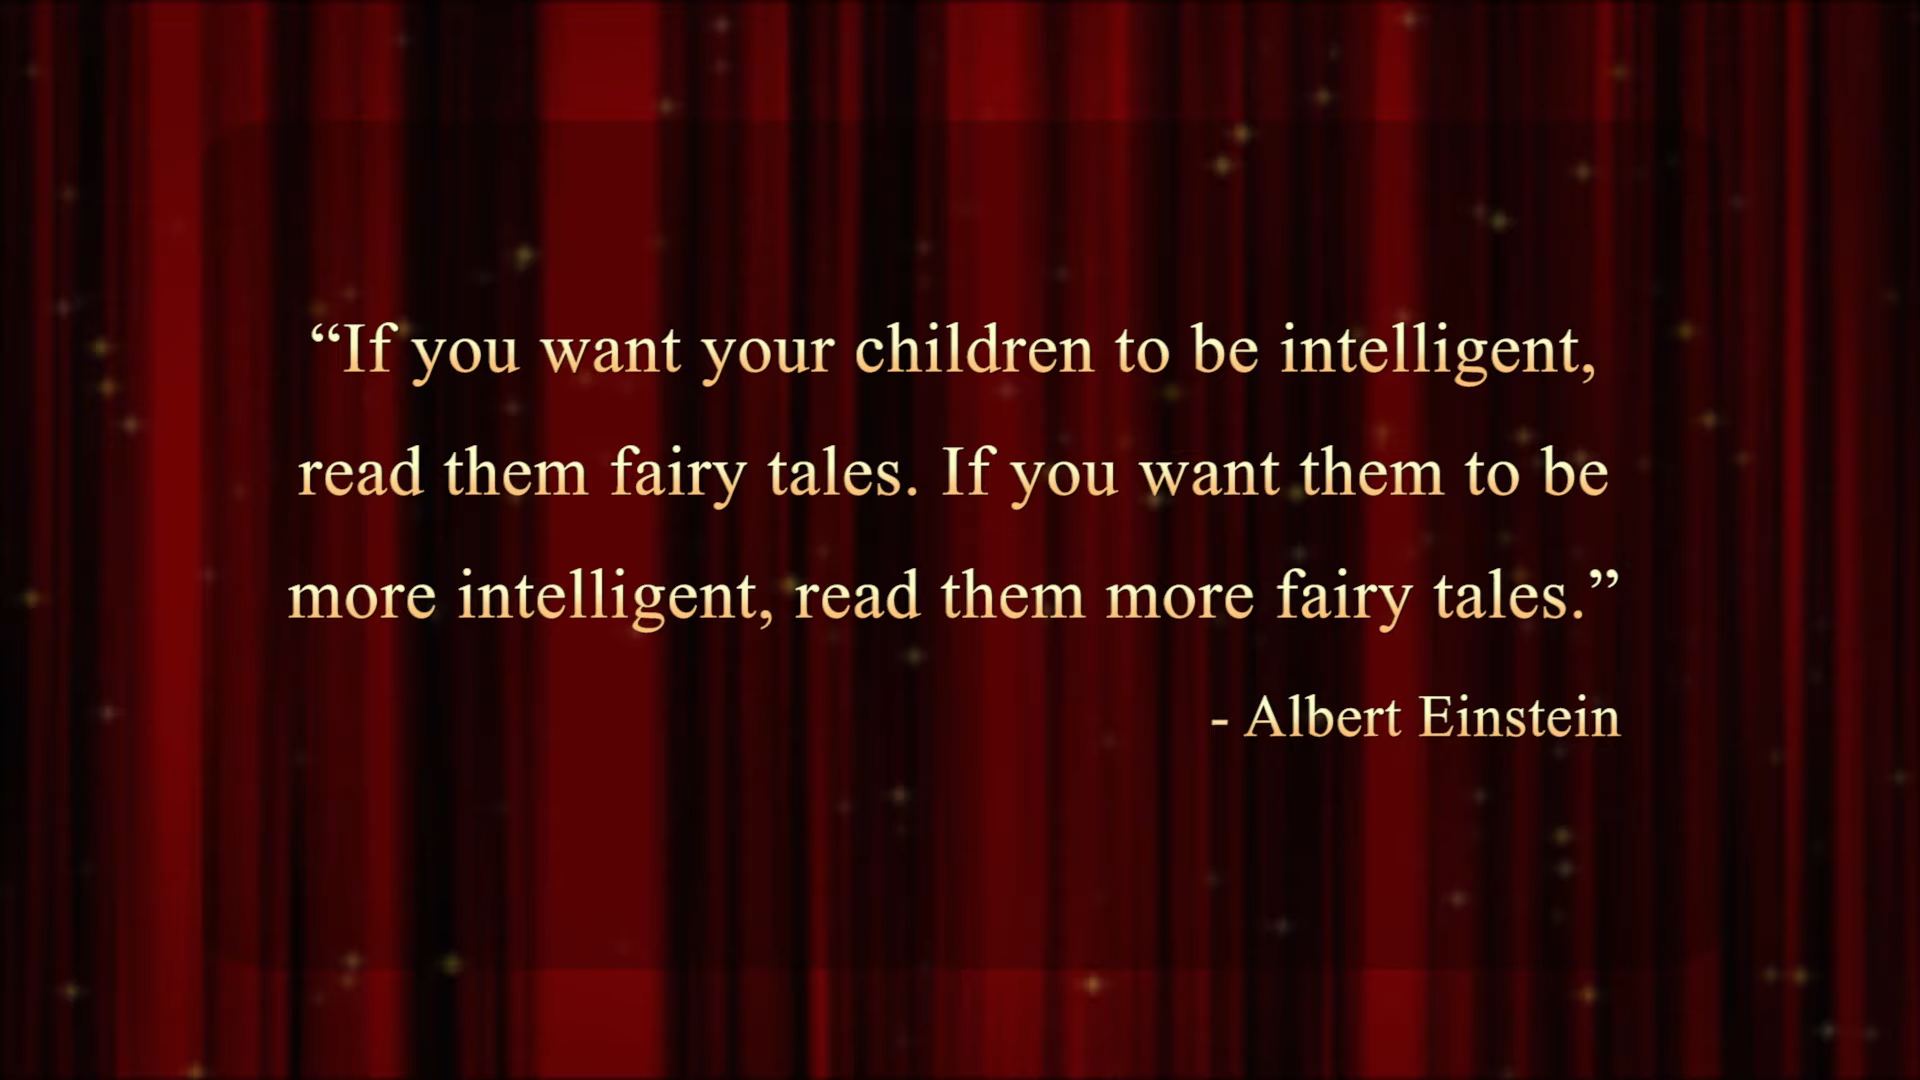 “If you want your children to be intelligent,
read them fairy tales. If you want them to be
more intelligent, read them more fairy tales.”
- Albert Einstein